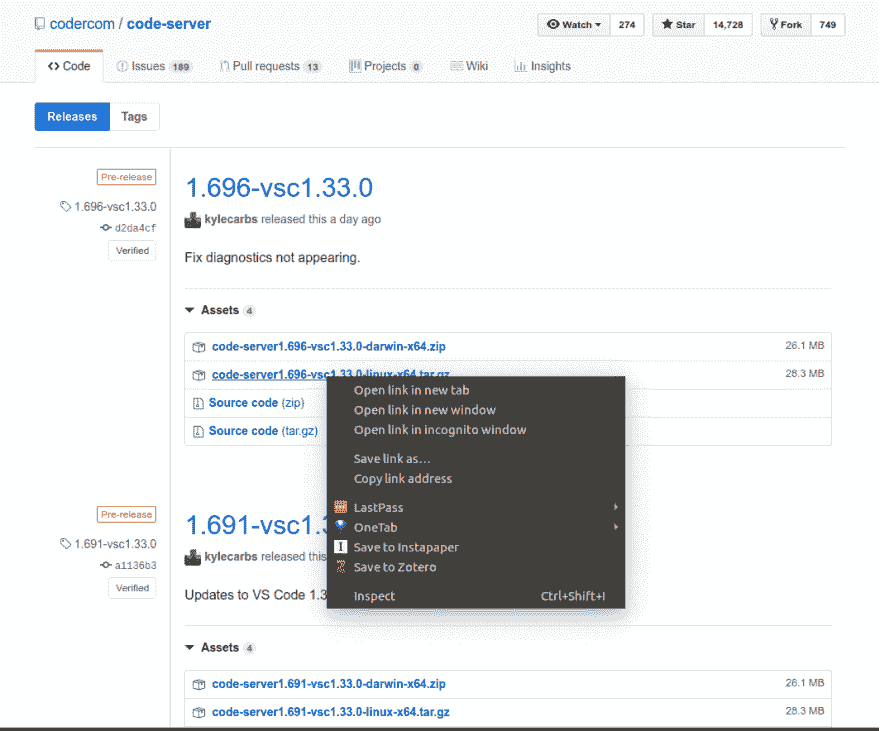 codercom / code-server
Watch 274 Star 14,728 Fork 749
Code Issues 189 Pull requests 13 Projects 0 Wiki Insights
Releases Tags
Pre-release
1.696-vsc1.33.0
d2da4cf
Verified
1.696-vsc1.33.0
kylecarbs released this a day ago
Fix diagnostics not appearing.
Assets 4
code-server1.696-vsc1.33.0-darwin-x64.zip 26.1 MB
code-server1.696-vsc1.33.0-linux-x64.tar.gz 28.3 MB
Source code (zip)
Source code (tar.gz)
Open link in new tab
Open link in new window
Open link in incognito window
Save link as…
Copy link address
LastPass
OneTab
Save to Instapaper
Save to Zotero
Inspect Ctrl+Shift+I
Pre-release
1.691-vsc1.33.0
a1136b3
Verified
1.691-vsc1.3
kylecarbs released this
Updates to VS Code 1.3
Assets 4
code-server1.691-vsc1.33.0-darwin-x64.zip 26.1 MB
code-server1.691-vsc1.33.0-linux-x64.tar.gz 28.3 MB